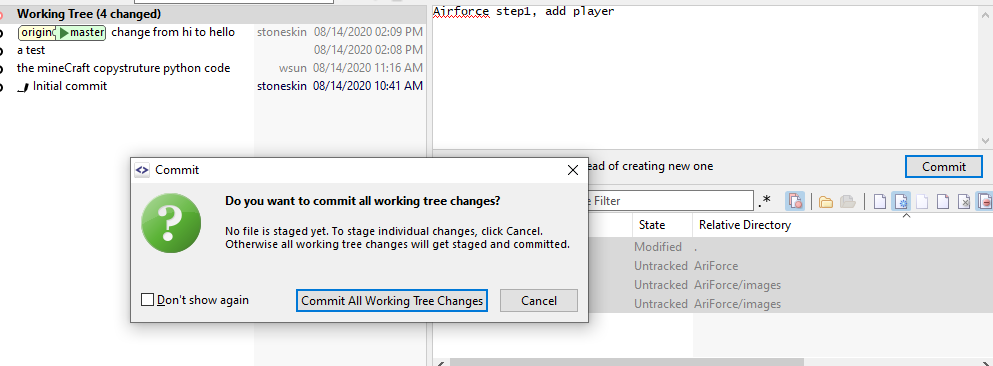 Working Tree (4 changed)
origin master change from hi to hello stoneskin 08/14/2020 02:09 PM
a test 08/14/2020 02:08 PM
the mineCraft copystruture python code wsun 08/14/2020 11:16 AM
Initial commit stoneskin 08/14/2020 10:41 AM
Airforce step1, add player
ead of creating new one
Commit
e Filter
.*
State Relative Directory
Modified .
Untracked AriForce
Untracked AriForce/images
Untracked AriForce/images
Commit
Do you want to commit all working tree changes?
No file is staged yet. To stage individual changes, click Cancel.
Otherwise all working tree changes will get staged and committed.
Don't show again
Commit All Working Tree Changes
Cancel